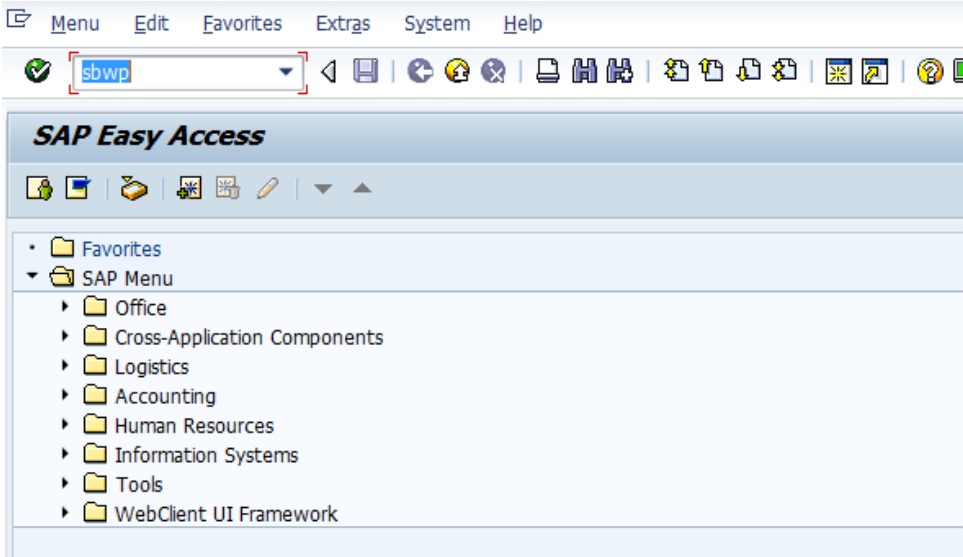 Menu Edit Favorites Extras System Help
sbwp
SAP Easy Access
Favorites
SAP Menu
Office
Cross-Application Components
Logistics
Accounting
Human Resources
Information Systems
Tools
WebClient UI Framework